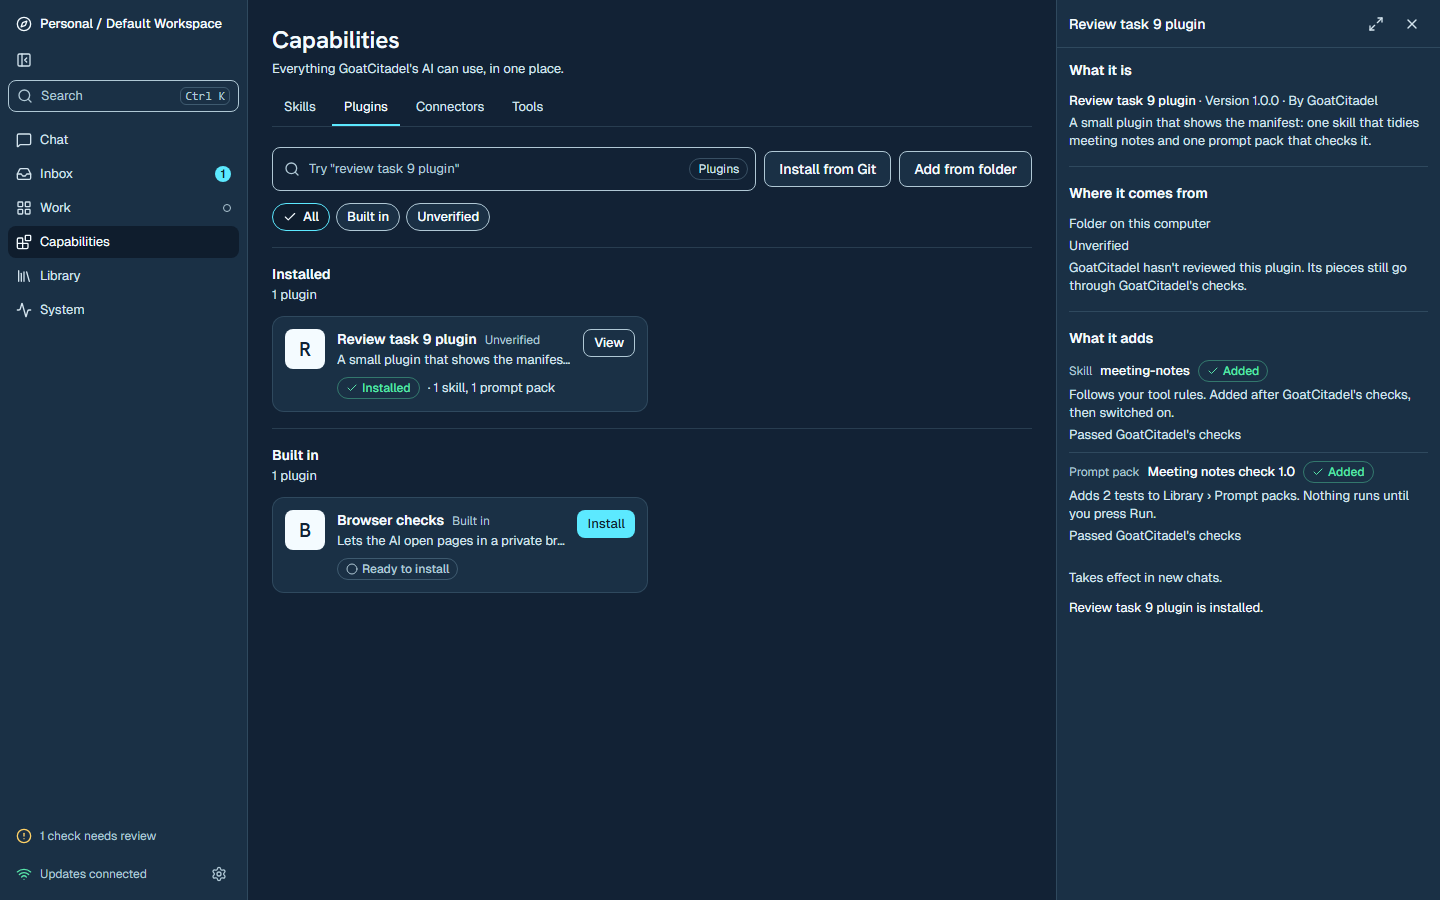 Personal / Default Workspace
Search
Ctrl K
Chat
Inbox
1
Work
Capabilities
Library
System
1 check needs review
Updates connected
Capabilities
Everything GoatCitadel's AI can use, in one place.
Skills
Plugins
Connectors
Tools
Try "review task 9 plugin"
Plugins
Install from Git
Add from folder
All
Built in
Unverified
Installed
1 plugin
R
Review task 9 plugin Unverified
View
A small plugin that shows the manifes...
Installed · 1 skill, 1 prompt pack
Built in
1 plugin
B
Browser checks Built in
Install
Lets the AI open pages in a private br...
Ready to install
Review task 9 plugin
What it is
Review task 9 plugin · Version 1.0.0 · By GoatCitadel
A small plugin that shows the manifest: one skill that tidies
meeting notes and one prompt pack that checks it.
Where it comes from
Folder on this computer
Unverified
GoatCitadel hasn't reviewed this plugin. Its pieces still go
through GoatCitadel's checks.
What it adds
Skill meeting-notes Added
Follows your tool rules. Added after GoatCitadel's checks,
then switched on.
Passed GoatCitadel's checks
Prompt pack Meeting notes check 1.0 Added
Adds 2 tests to Library › Prompt packs. Nothing runs until
you press Run.
Passed GoatCitadel's checks
Takes effect in new chats.
Review task 9 plugin is installed.